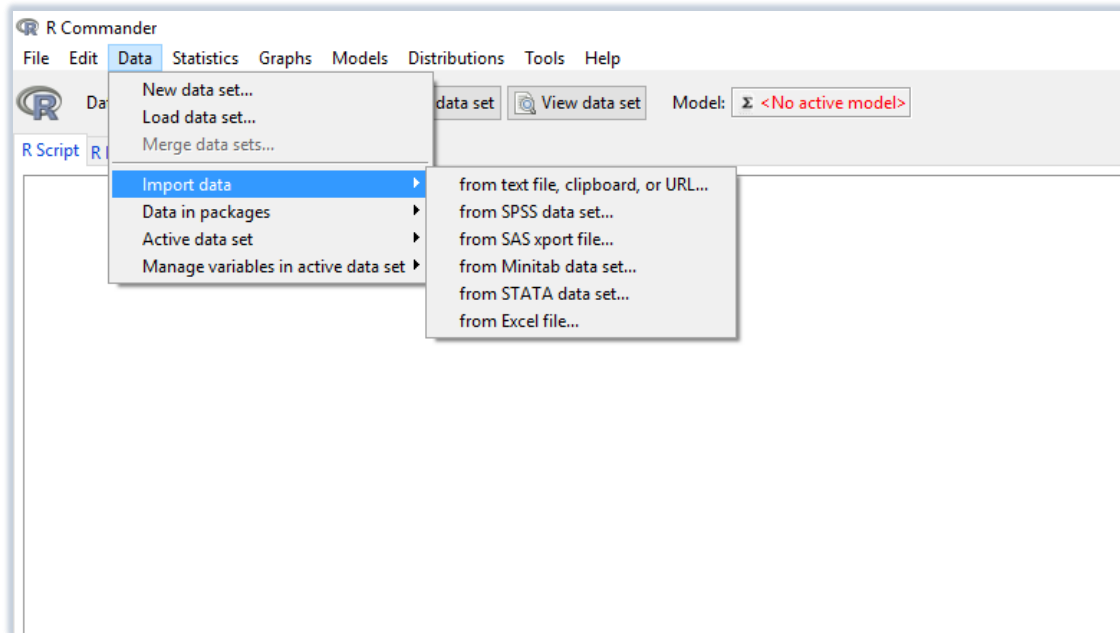 R Commander
File Edit Data Statistics Graphs Models Distributions Tools Help
data set View data set Model: Σ <No active model>
R Script R
New data set...
Load data set...
Merge data sets...
Import data
Data in packages
Active data set
Manage variables in active data set
from text file, clipboard, or URL...
from SPSS data set...
from SAS xport file...
from Minitab data set...
from STATA data set...
from Excel file...